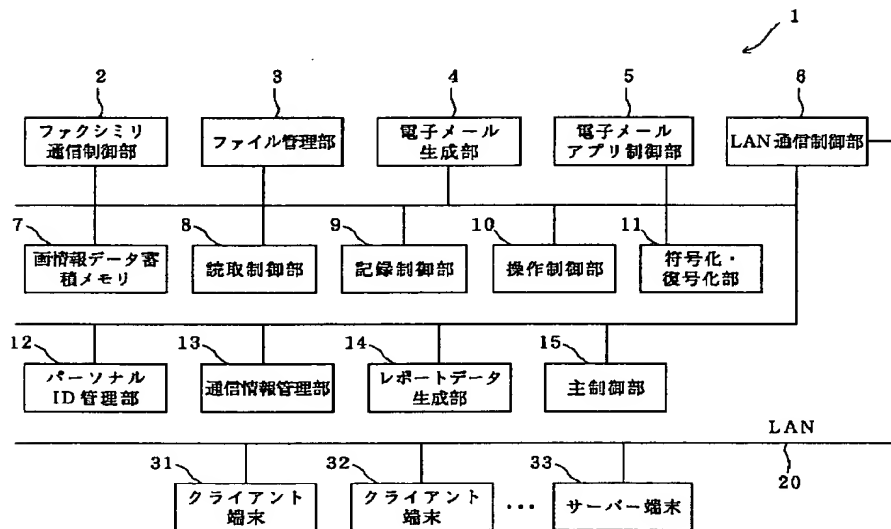 1
2
3
4
5
6
ファクシミリ
通信制御部
ファイル管理部
電子メール
生成部
電子メール
アプリ制御部
LAN通信制御部
7
8
9
10
11
画情報データ蓄
積メモリ
読取制御部
記録制御部
操作制御部
符号化・
復号化部
12
13
14
15
パーソナル
ID管理部
通信情報管理部
レポートデータ
生成部
主制御部
LAN
20
31
32
33
クライアント
端末
クライアント
端末
...
サーバー端末